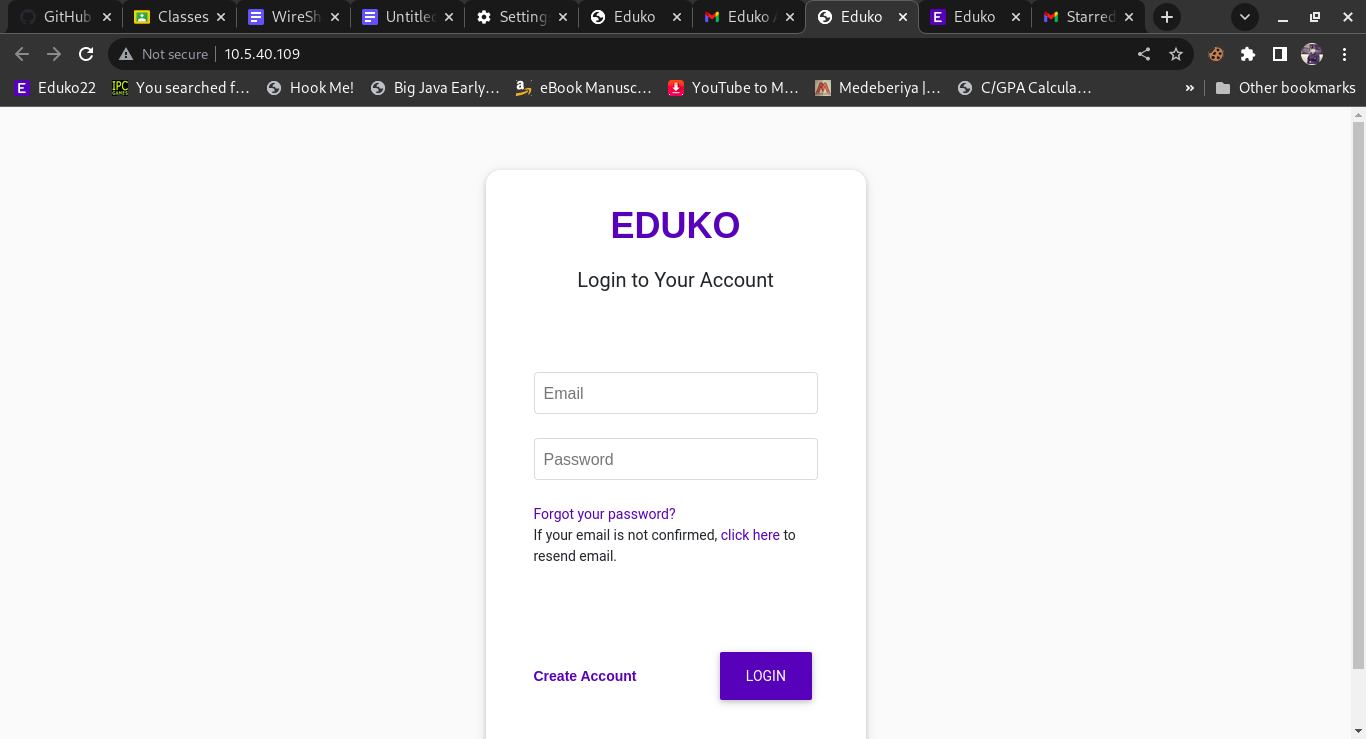 GitHub Classes WireSh Untitled Setting Eduko Eduko A Eduko Eduko Starred
Not secure 10.5.40.109
Eduko22 You searched f... Hook Me! Big Java Early... eBook Manusc... YouTube to M... Medeberiya |... C/GPA Calcula... » Other bookmarks
EDUKO
Login to Your Account
Email
Password
Forgot your password?
If your email is not confirmed, click here to
resend email.
Create Account LOGIN